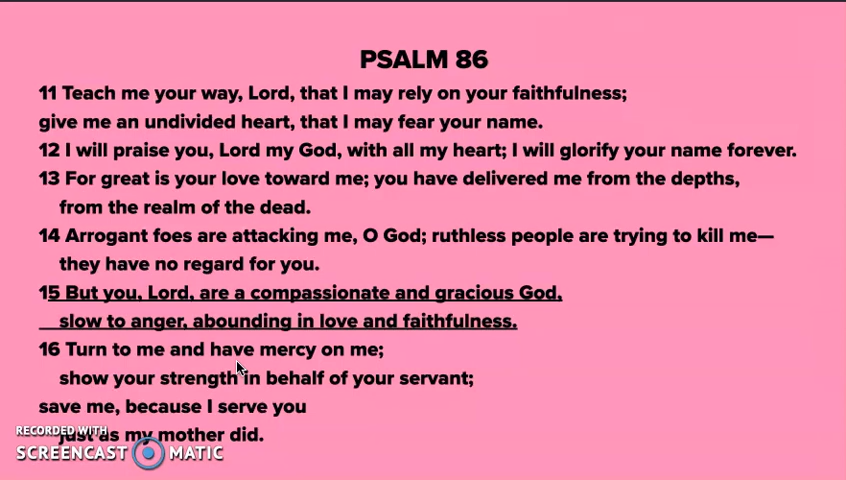 PSALM 86
11 Teach me your way, Lord, that I may rely on your faithfulness;
give me an undivided heart, that I may fear your name.
12 I will praise you, Lord my God, with all my heart; I will glorify your name forever.
13 For great is your love toward me; you have delivered me from the depths,
from the realm of the dead.
14 Arrogant foes are attacking me, O God; ruthless people are trying to kill me—
they have no regard for you.
15 But you, Lord, are a compassionate and gracious God,
slow to anger, abounding in love and faithfulness.
16 Turn to me and have mercy on me;
show your strength in behalf of your servant;
save me, because I serve you
just as my mother did.
RECORDED WITH
SCREENCAST MATIC